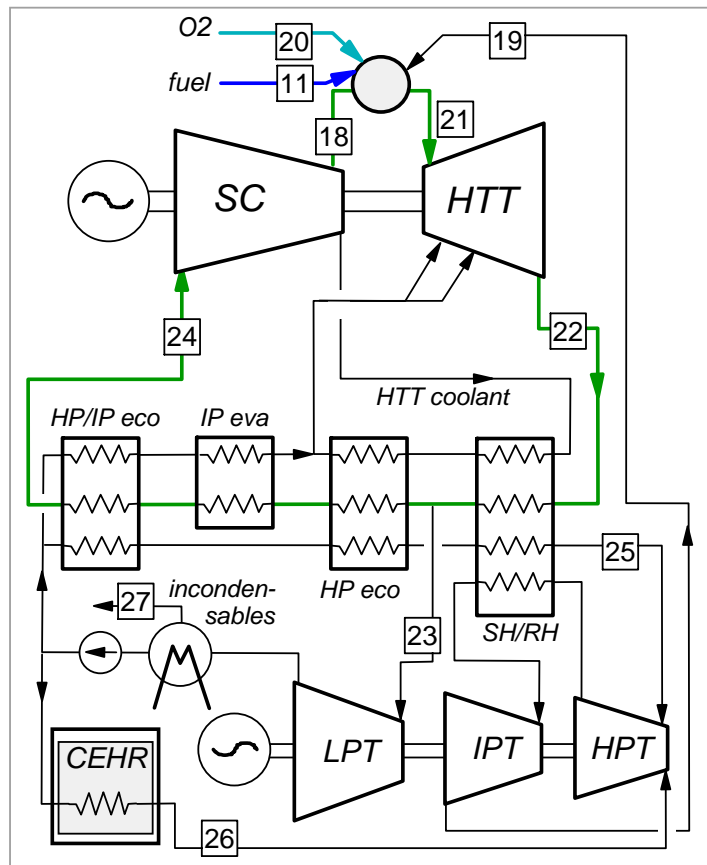 O2
20
19
fuel
11
18
21
SC
HTT
24
22
HTT coolant
HP/IP eco
IP eva
25
27
inconden-
sables
HP eco
SH/RH
23
CEHR
LPT
IPT
HPT
26